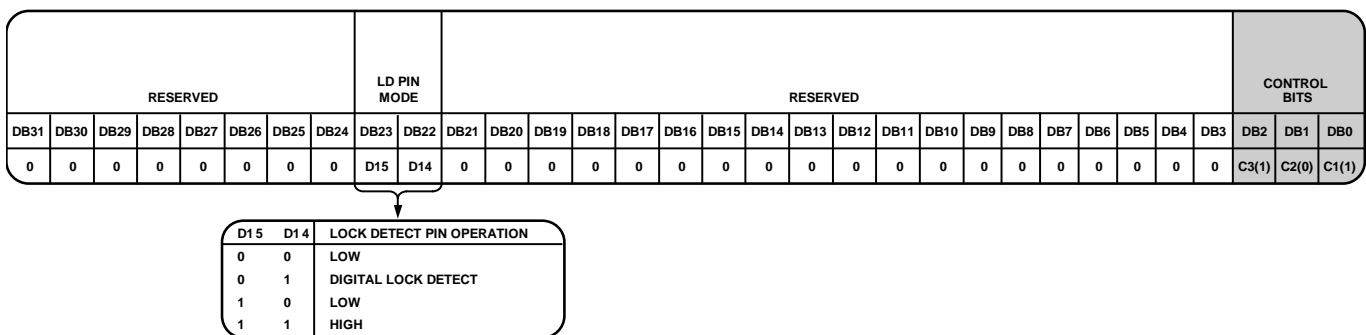 RESERVED LD PIN MODE RESERVED CONTROL BITS
DB31 DB30 DB29 DB28 DB27 DB26 DB25 DB24 DB23 DB22 DB21 DB20 DB19 DB18 DB17 DB16 DB15 DB14 DB13 DB12 DB11 DB10 DB9 DB8 DB7 DB6 DB5 DB4 DB3 DB2 DB1 DB0
0 0 0 0 0 0 0 0 D15 D14 0 0 0 0 0 0 0 0 0 0 0 0 0 0 0 0 0 0 0 C3(1) C2(0) C1(1)
D15 D14 LOCK DETECT PIN OPERATION
0 0 LOW
0 1 DIGITAL LOCK DETECT
1 0 LOW
1 1 HIGH